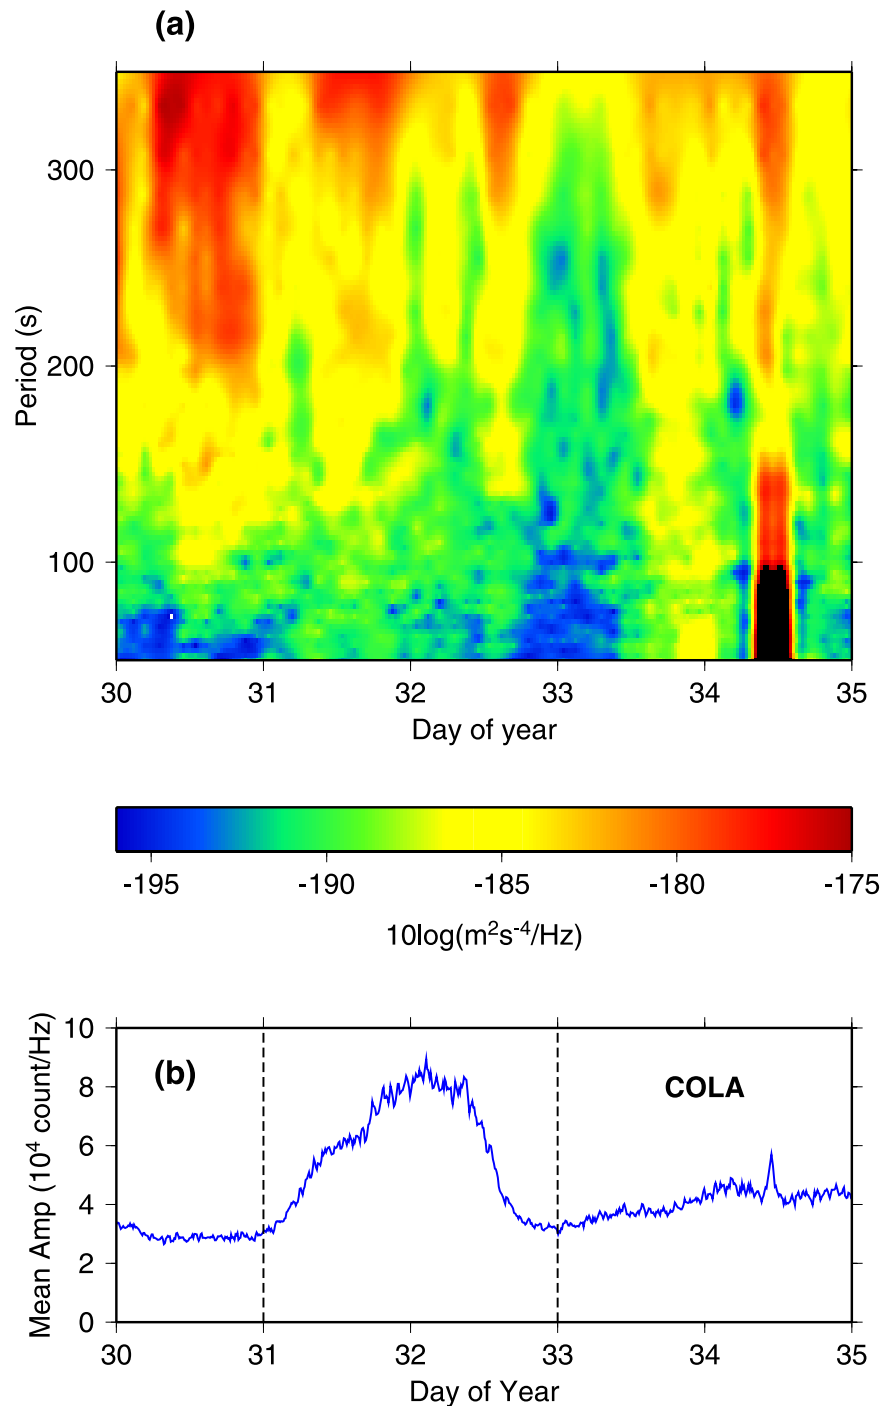 (a)
300
200
100
Period (s)
30 31 32 33 34 35
Day of year
-195 -190 -185 -180 -175
10log(m²s⁻⁴/Hz)
10
8
6
4
2
0
Mean Amp (10⁴ count/Hz)
(b)
COLA
30 31 32 33 34 35
Day of Year